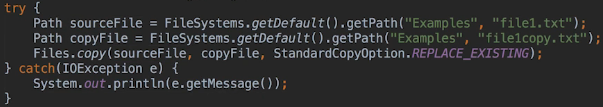 try {
    Path sourceFile = FileSystems.getDefault().getPath("Examples", "file1.txt");
    Path copyFile = FileSystems.getDefault().getPath("Examples", "file1copy.txt");
    Files.copy(sourceFile, copyFile, StandardCopyOption.REPLACE_EXISTING);
} catch(IOException e) {
    System.out.println(e.getMessage());
}